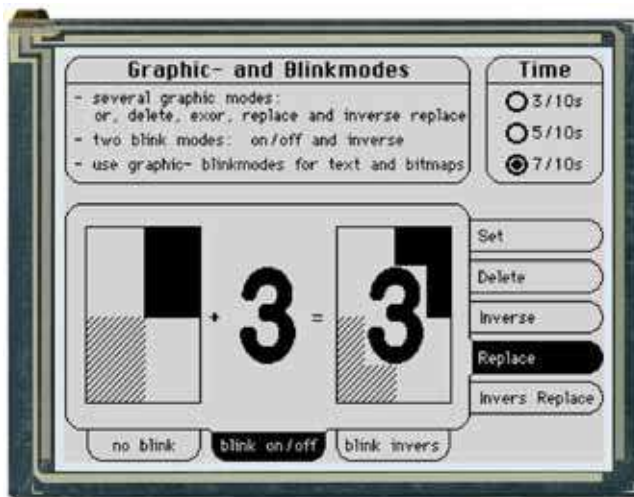 Graphic- and Blinkmodes
- several graphic modes:
or, delete, exor, replace and inverse replace
- two blink modes: on/off and inverse
- use graphic- blinkmodes for text and bitmaps
Time
3/10s
5/10s
7/10s
+ 3 = 3
Set
Delete
Inverse
Replace
Invers Replace
no blink
blink on/off
blink invers